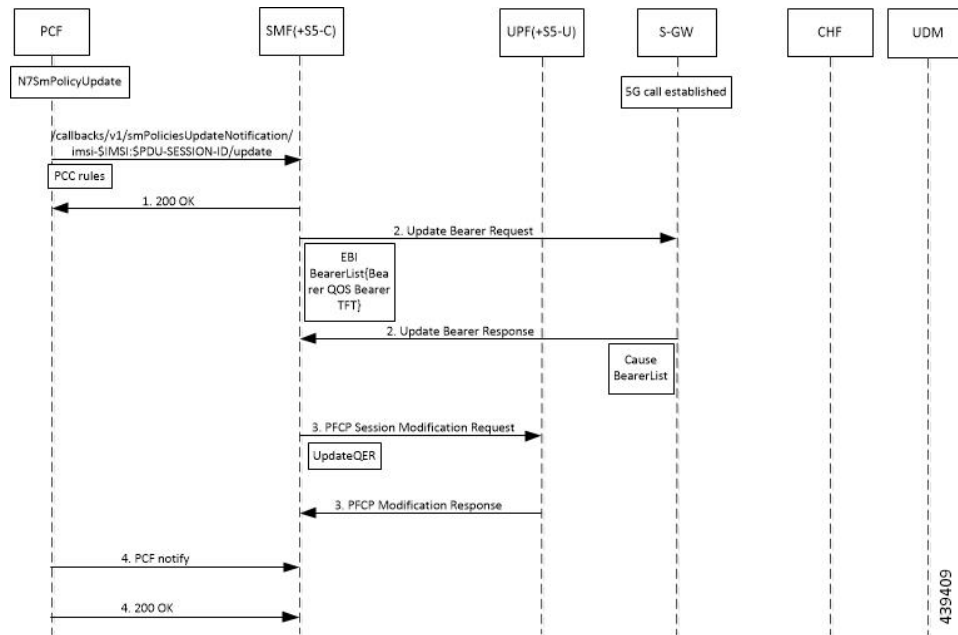 PCF
SMF(+S5-C)
UPF(+S5-U)
S-GW
CHF
UDM
N7SmPolicyUpdate
5G call established
/callbacks/v1/smPoliciesUpdateNotification/
imsi-$IMSI:$PDU-SESSION-ID/update
PCC rules
1. 200 OK
2. Update Bearer Request
EBI
BearerList{Bea
rer QOS Bearer
TFT}
2. Update Bearer Response
Cause
BearerList
3. PFCP Session Modification Request
UpdateQER
3. PFCP Modification Response
4. PCF notify
4. 200 OK
439409